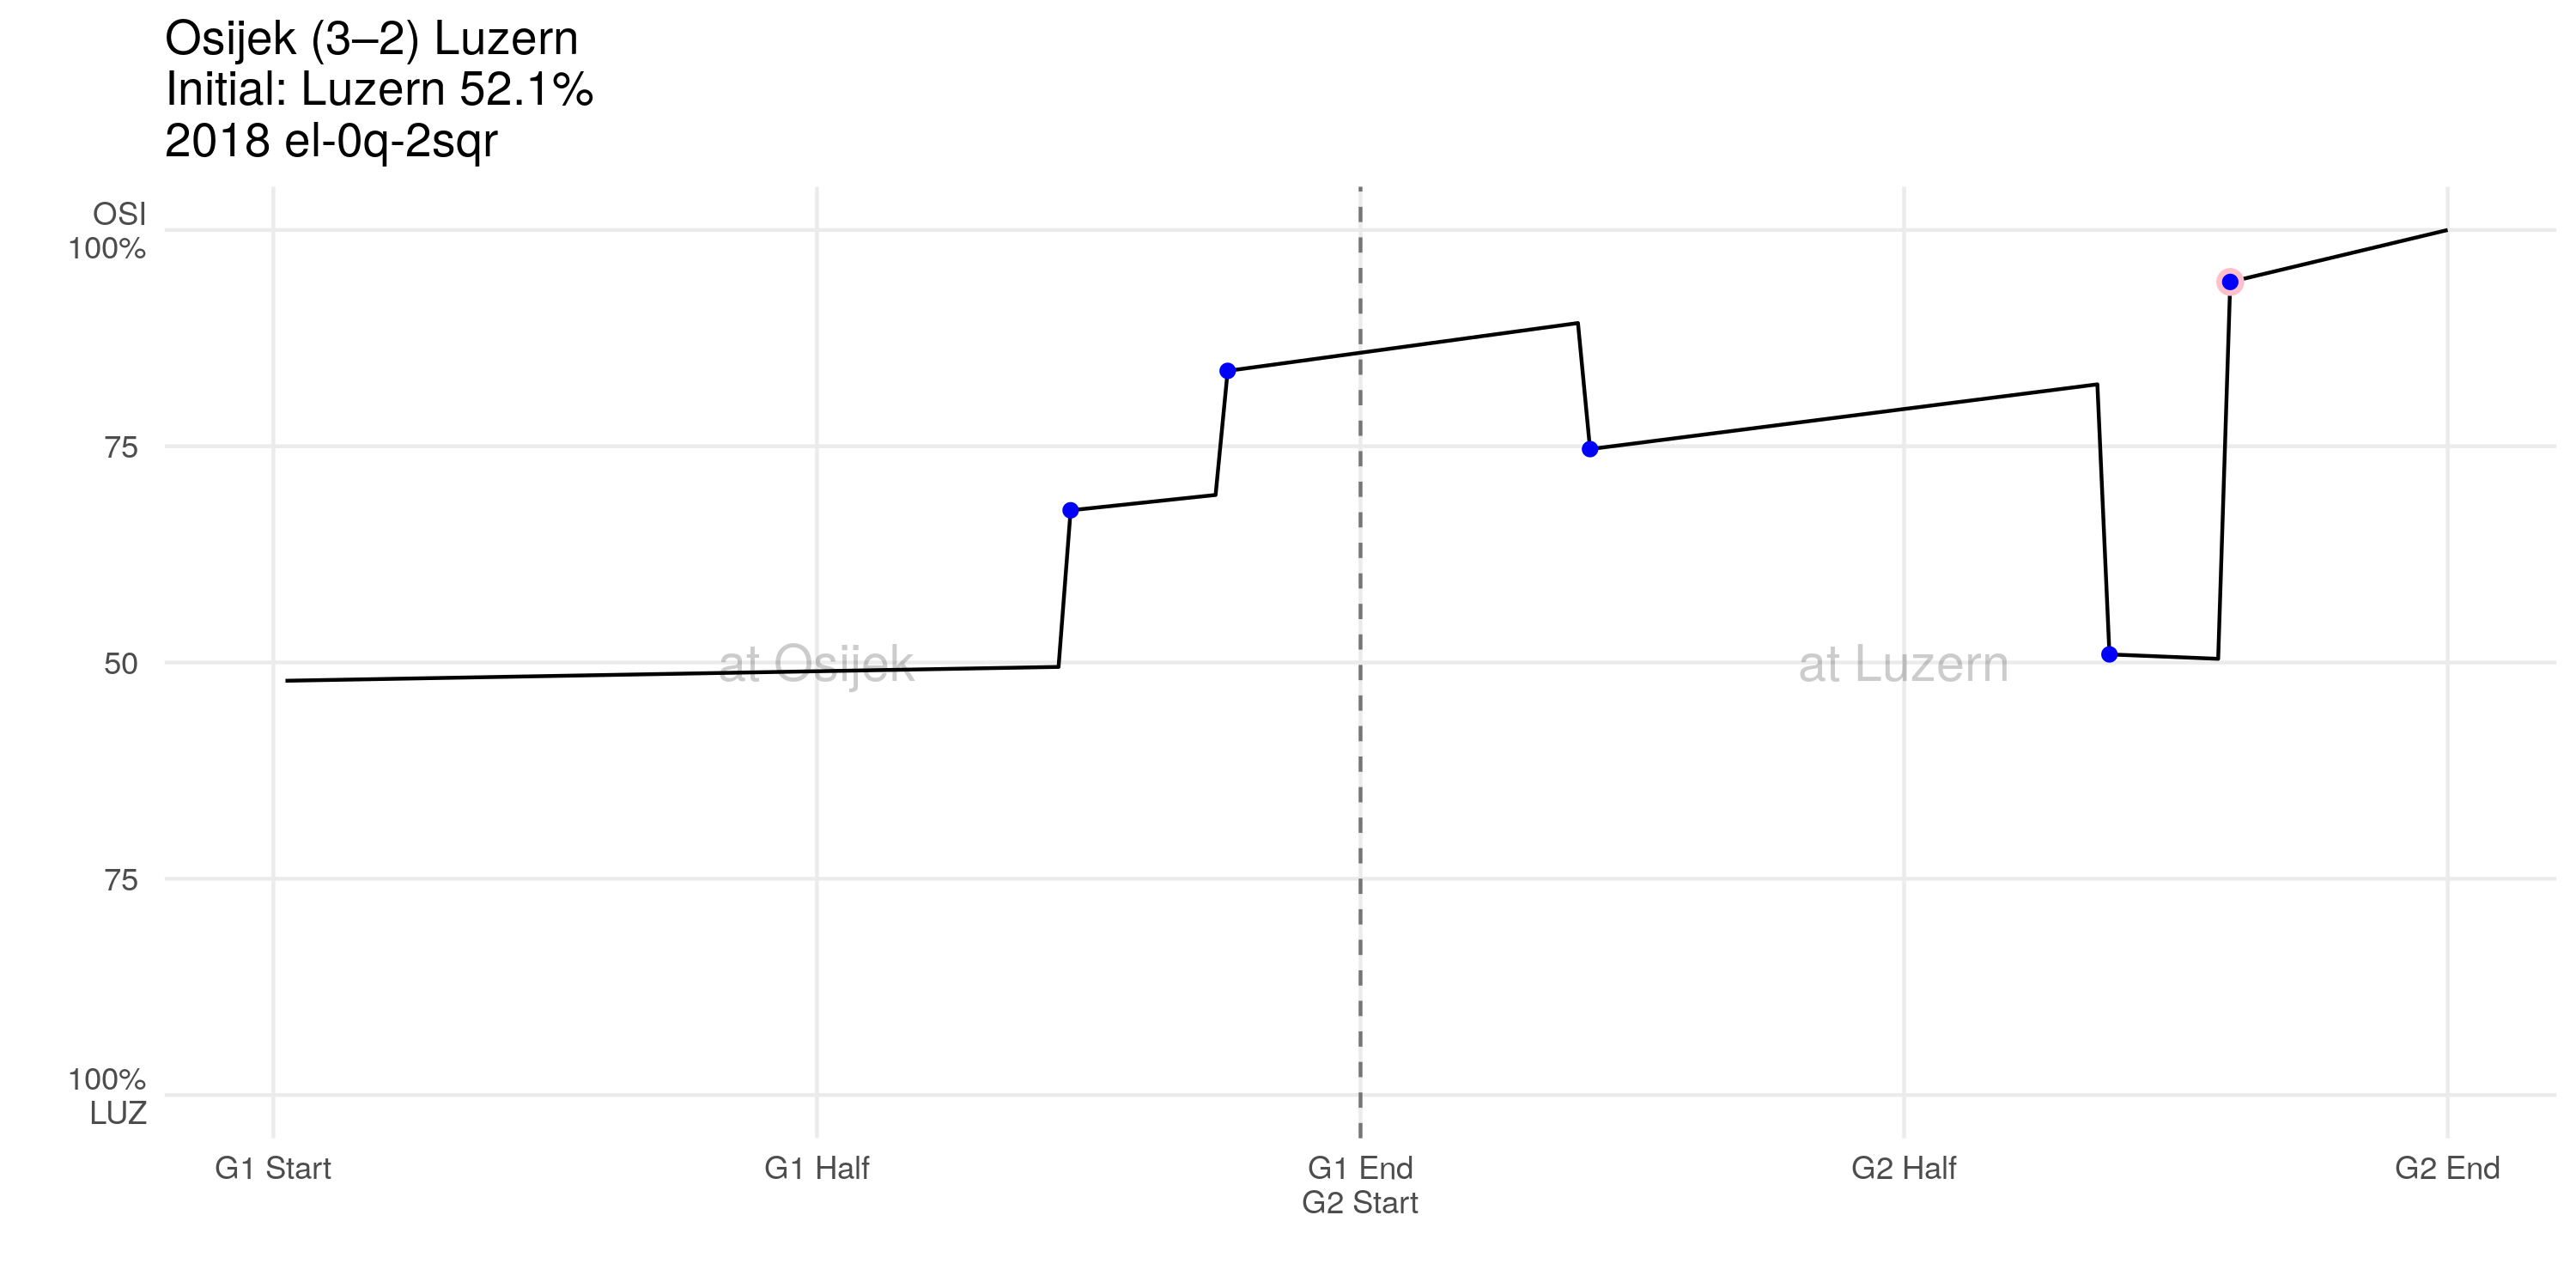 Osijek (3–2) Luzern
Initial: Luzern 52.1%
2018 el-0q-2sqr
OSI
100%
75
50
75
100%
LUZ
at Osijek
at Luzern
G1 Start
G1 Half
G1 End
G2 Start
G2 Half
G2 End